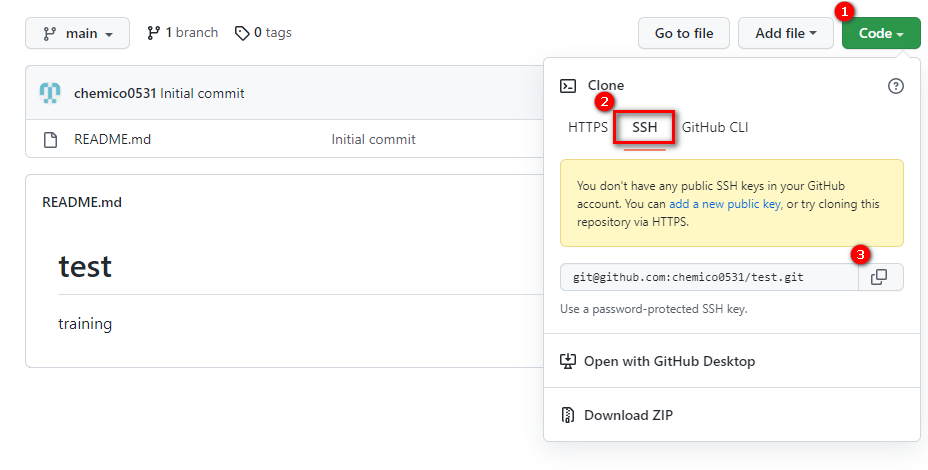 main
1 branch
0 tags
Go to file
Add file
1
Code
chemico0531 Initial commit
README.md
Initial commit
README.md
test
training
Clone
2
HTTPS
SSH
GitHub CLI
You don't have any public SSH keys in your GitHub
account. You can add a new public key, or try cloning this
repository via HTTPS.
3
git@github.com:chemico0531/test.git
Use a password-protected SSH key.
Open with GitHub Desktop
Download ZIP